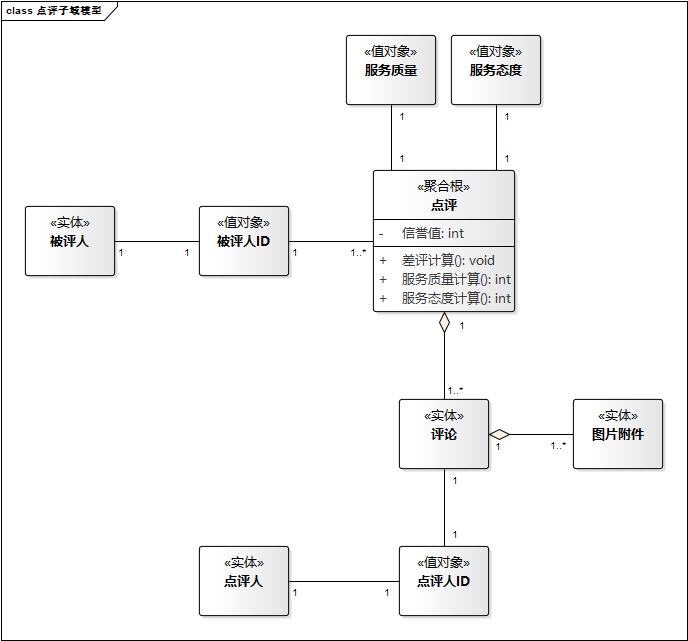 class 点评子域模型
«值对象»
服务质量
«值对象»
服务态度
1
1
1
1
«聚合根»
点评
- 信誉值: int
+ 差评计算(): void
+ 服务质量计算(): int
+ 服务态度计算(): int
«实体»
被评人
«值对象»
被评人ID
1
1
1
1..*
1
1..*
«实体»
评论
«实体»
图片附件
1
1..*
1
1
«实体»
点评人
«值对象»
点评人ID
1
1